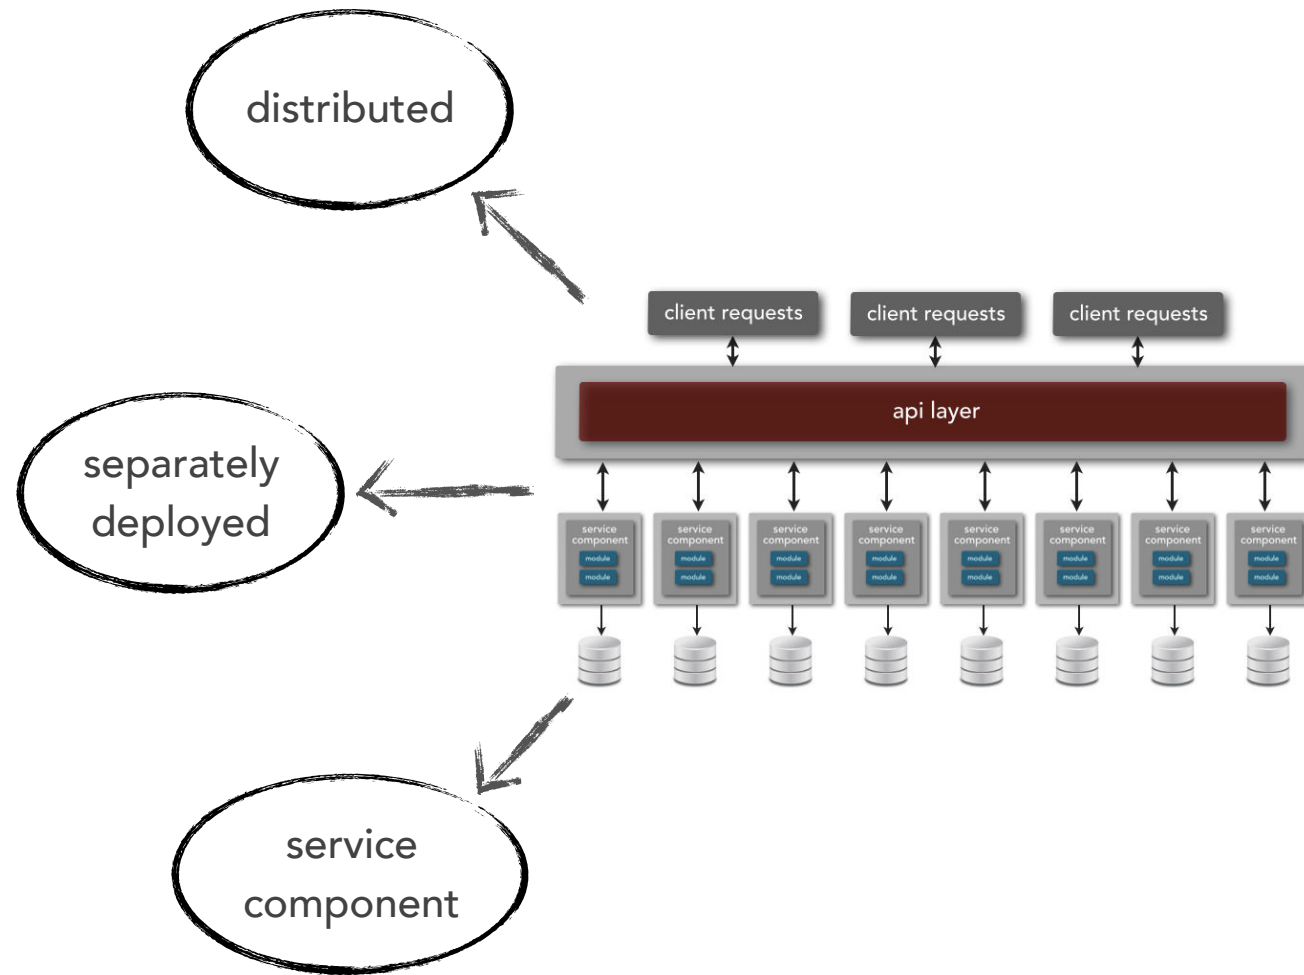 distributed
client requests client requests client requests
api layer
separately
deployed
service service service service service service service service
component component component component component component component component
module module module module module module module module
module module module module module module module module
service
component